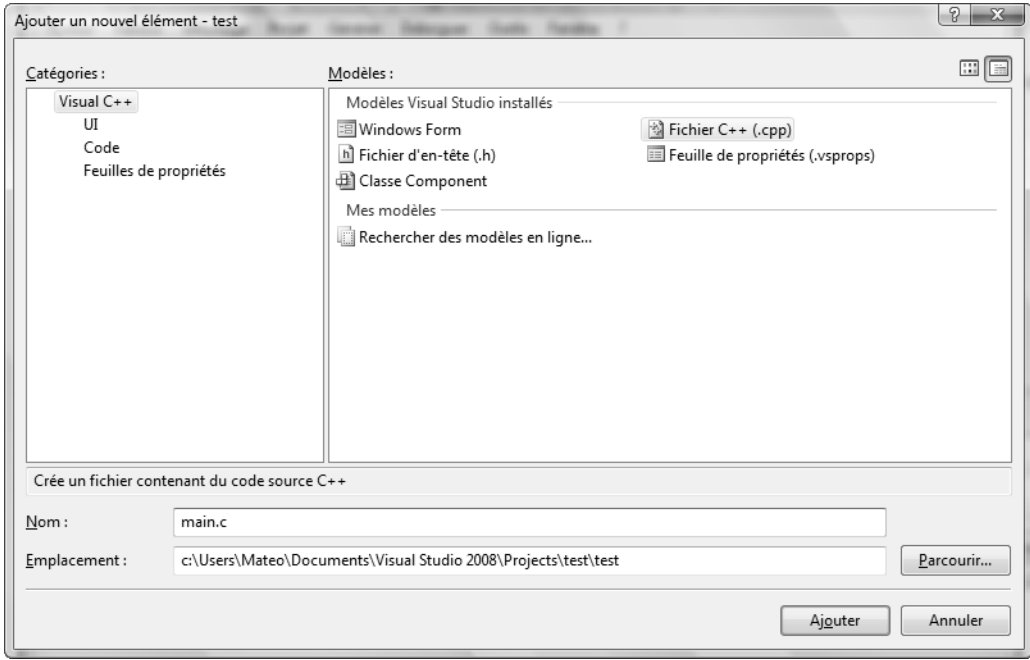 Ajouter un nouvel élément - test
Catégories :
Modèles :
Visual C++
UI
Code
Feuilles de propriétés
Modèles Visual Studio installés
Windows Form
Fichier C++ (.cpp)
Fichier d'en-tête (.h)
Feuille de propriétés (.vsprops)
Classe Component
Mes modèles
Rechercher des modèles en ligne...
Crée un fichier contenant du code source C++
Nom :
main.c
Emplacement :
c:\Users\Mateo\Documents\Visual Studio 2008\Projects\test\test
Parcourir...
Ajouter
Annuler